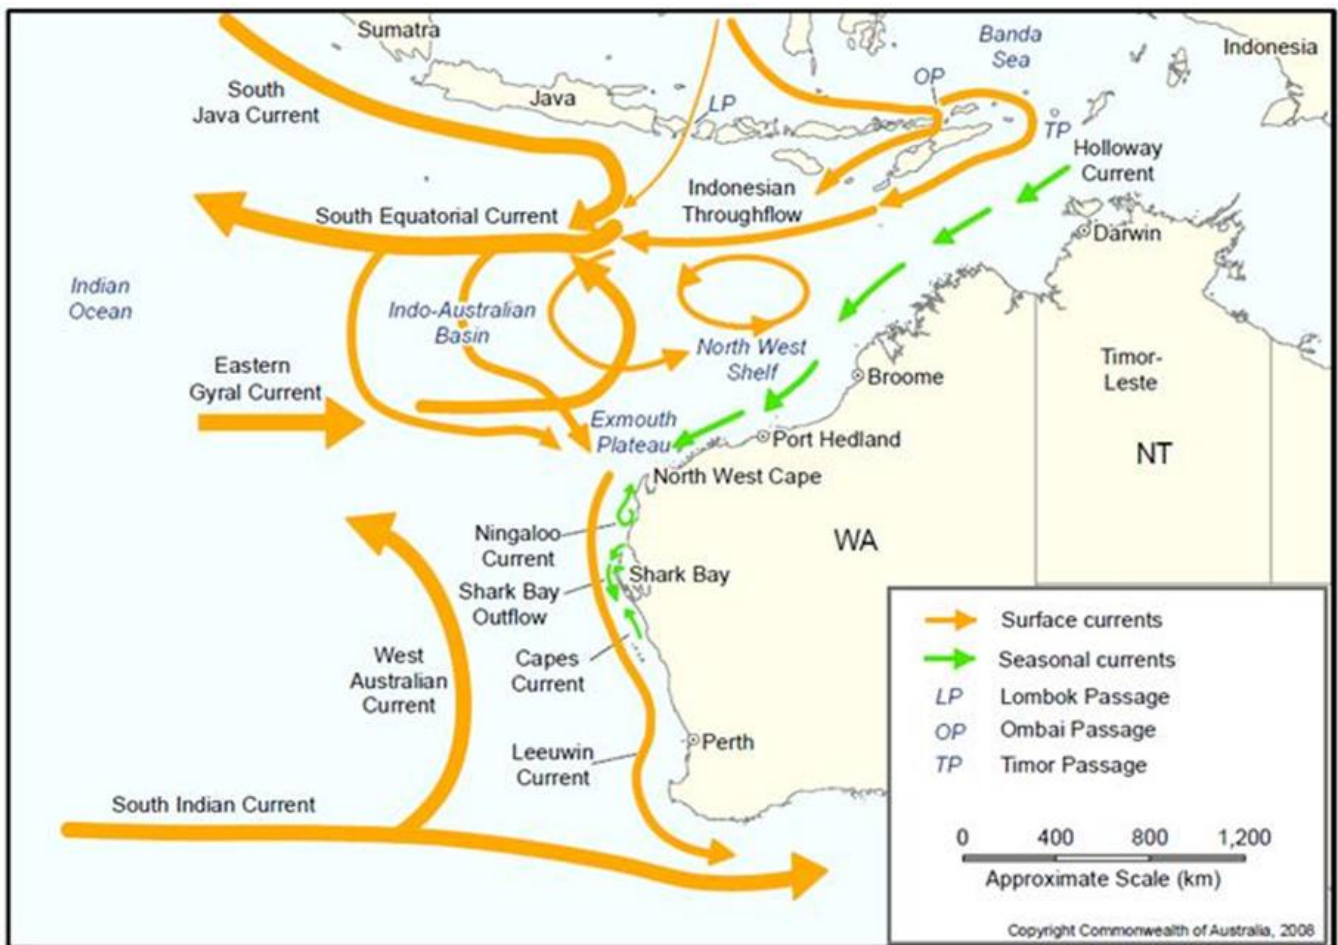 Sumatra
Banda
Sea
Indonesia
South
Java Current
Java
LP
OP
TP
Holloway
Current
Indonesian
Throughflow
South Equatorial Current
Darwin
Indian
Ocean
Indo-Australian
Basin
North West
Shelf
Timor-
Leste
Eastern
Gyral Current
Broome
Exmouth
Plateau
Port Hedland
NT
North West Cape
Ningaloo
Current
WA
Shark Bay
Shark Bay
Outflow
Capes
Current
West
Australian
Current
Perth
Leeuwin
Current
South Indian Current
Surface currents
Seasonal currents
LP Lombok Passage
OP Ombai Passage
TP Timor Passage
0 400 800 1,200
Approximate Scale (km)
Copyright Commonwealth of Australia, 2008